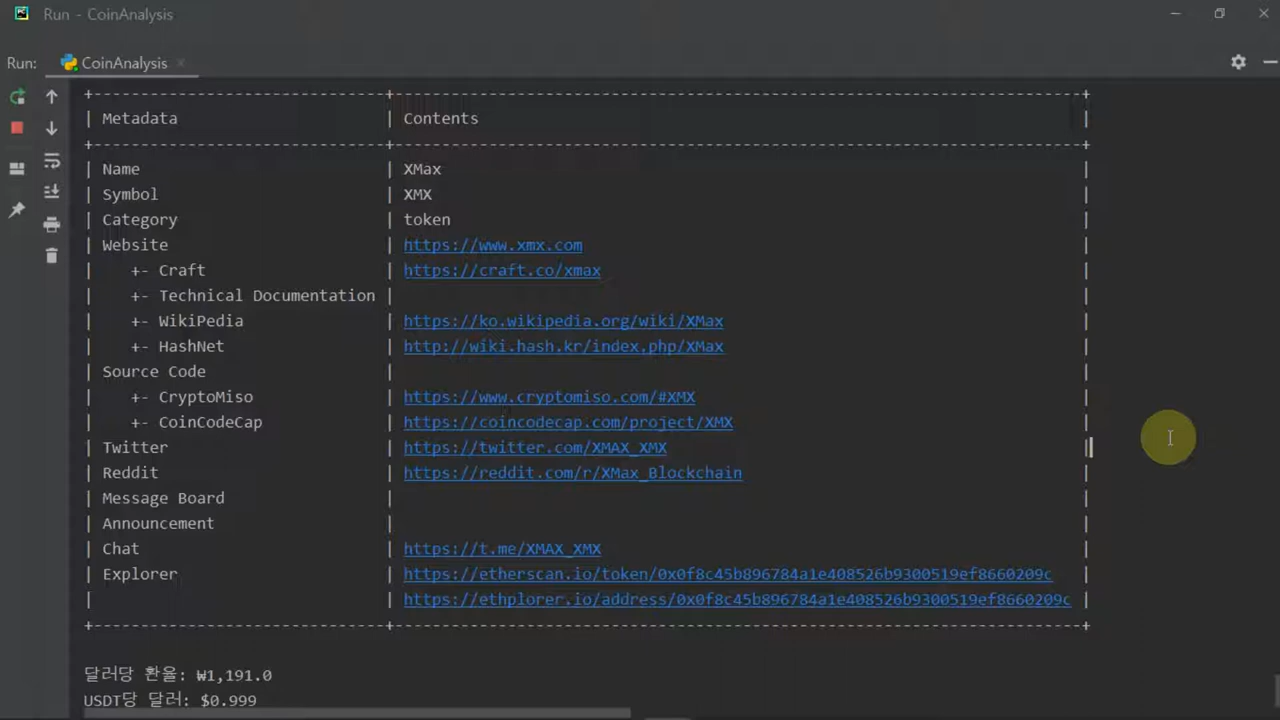 Run - CoinAnalysis
Run: CoinAnalysis
+--------------------------------+--------------------------------------------------------------------------+
| Metadata | Contents |
+--------------------------------+--------------------------------------------------------------------------+
| Name | XMax |
| Symbol | XMX |
| Category | token |
| Website | https://www.xmx.com |
| +- Craft | https://craft.co/xmax |
| +- Technical Documentation | |
| +- WikiPedia | https://ko.wikipedia.org/wiki/XMax |
| +- HashNet | http://wiki.hash.kr/index.php/XMax |
| Source Code | |
| +- CryptoMiso | https://www.cryptomiso.com/#XMX |
| +- CoinCodeCap | https://coincodecap.com/project/XMX |
| Twitter | https://twitter.com/XMAX_XMX |
| Reddit | https://reddit.com/r/XMax_Blockchain |
| Message Board | |
| Announcement | |
| Chat | https://t.me/XMAX_XMX |
| Explorer | https://etherscan.io/token/0x0f8c45b896784a1e408526b9300519ef8660209c |
| | https://ethplorer.io/address/0x0f8c45b896784a1e408526b9300519ef8660209c |
+--------------------------------+--------------------------------------------------------------------------+
달러당 환율: ₩1,191.0
USDT당 달러: $0.999